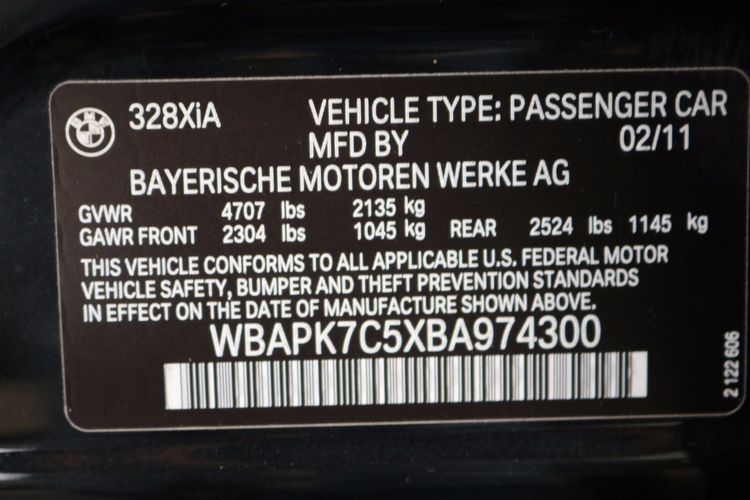 BMW
328XiA VEHICLE TYPE: PASSENGER CAR
MFD BY 02/11
BAYERISCHE MOTOREN WERKE AG
GVWR 4707 lbs 2135 kg
GAWR FRONT 2304 lbs 1045 kg REAR 2524 lbs 1145 kg
THIS VEHICLE CONFORMS TO ALL APPLICABLE U.S. FEDERAL MOTOR
VEHICLE SAFETY, BUMPER AND THEFT PREVENTION STANDARDS
IN EFFECT ON THE DATE OF MANUFACTURE SHOWN ABOVE.
WBAPK7C5XBA974300
2 122 606